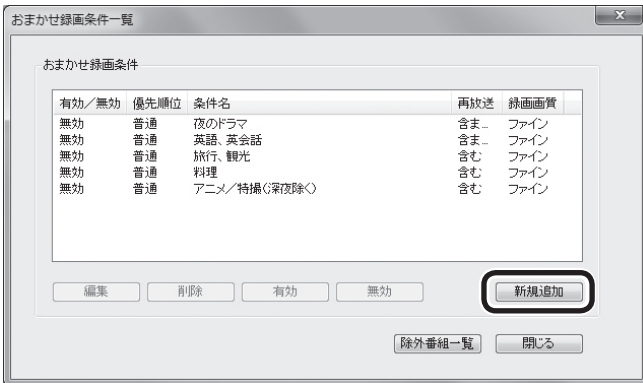 おまかせ録画条件一覧
おまかせ録画条件
有効／無効 優先順位 条件名 再放送 録画画質
無効 普通 夜のドラマ 含ま... ファイン
無効 普通 英語、英会話 含ま... ファイン
無効 普通 旅行、観光 含む ファイン
無効 普通 料理 含む ファイン
無効 普通 アニメ／特撮(深夜除く) 含む ファイン
編集 削除 有効 無効 新規追加
除外番組一覧 閉じる